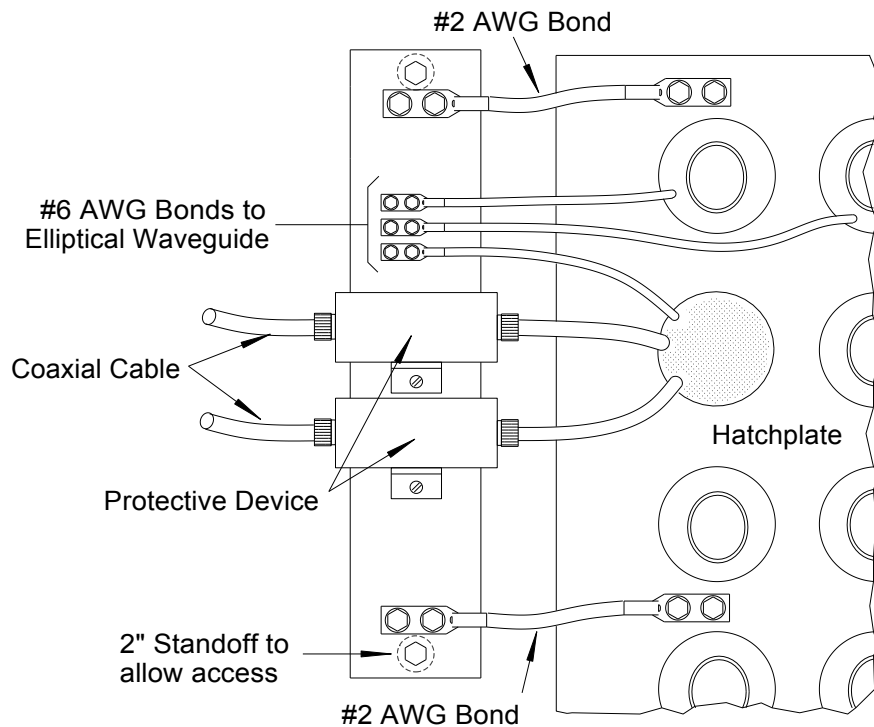 #2 AWG Bond
#6 AWG Bonds to
Elliptical Waveguide
Coaxial Cable
Hatchplate
Protective Device
2" Standoff to
allow access
#2 AWG Bond